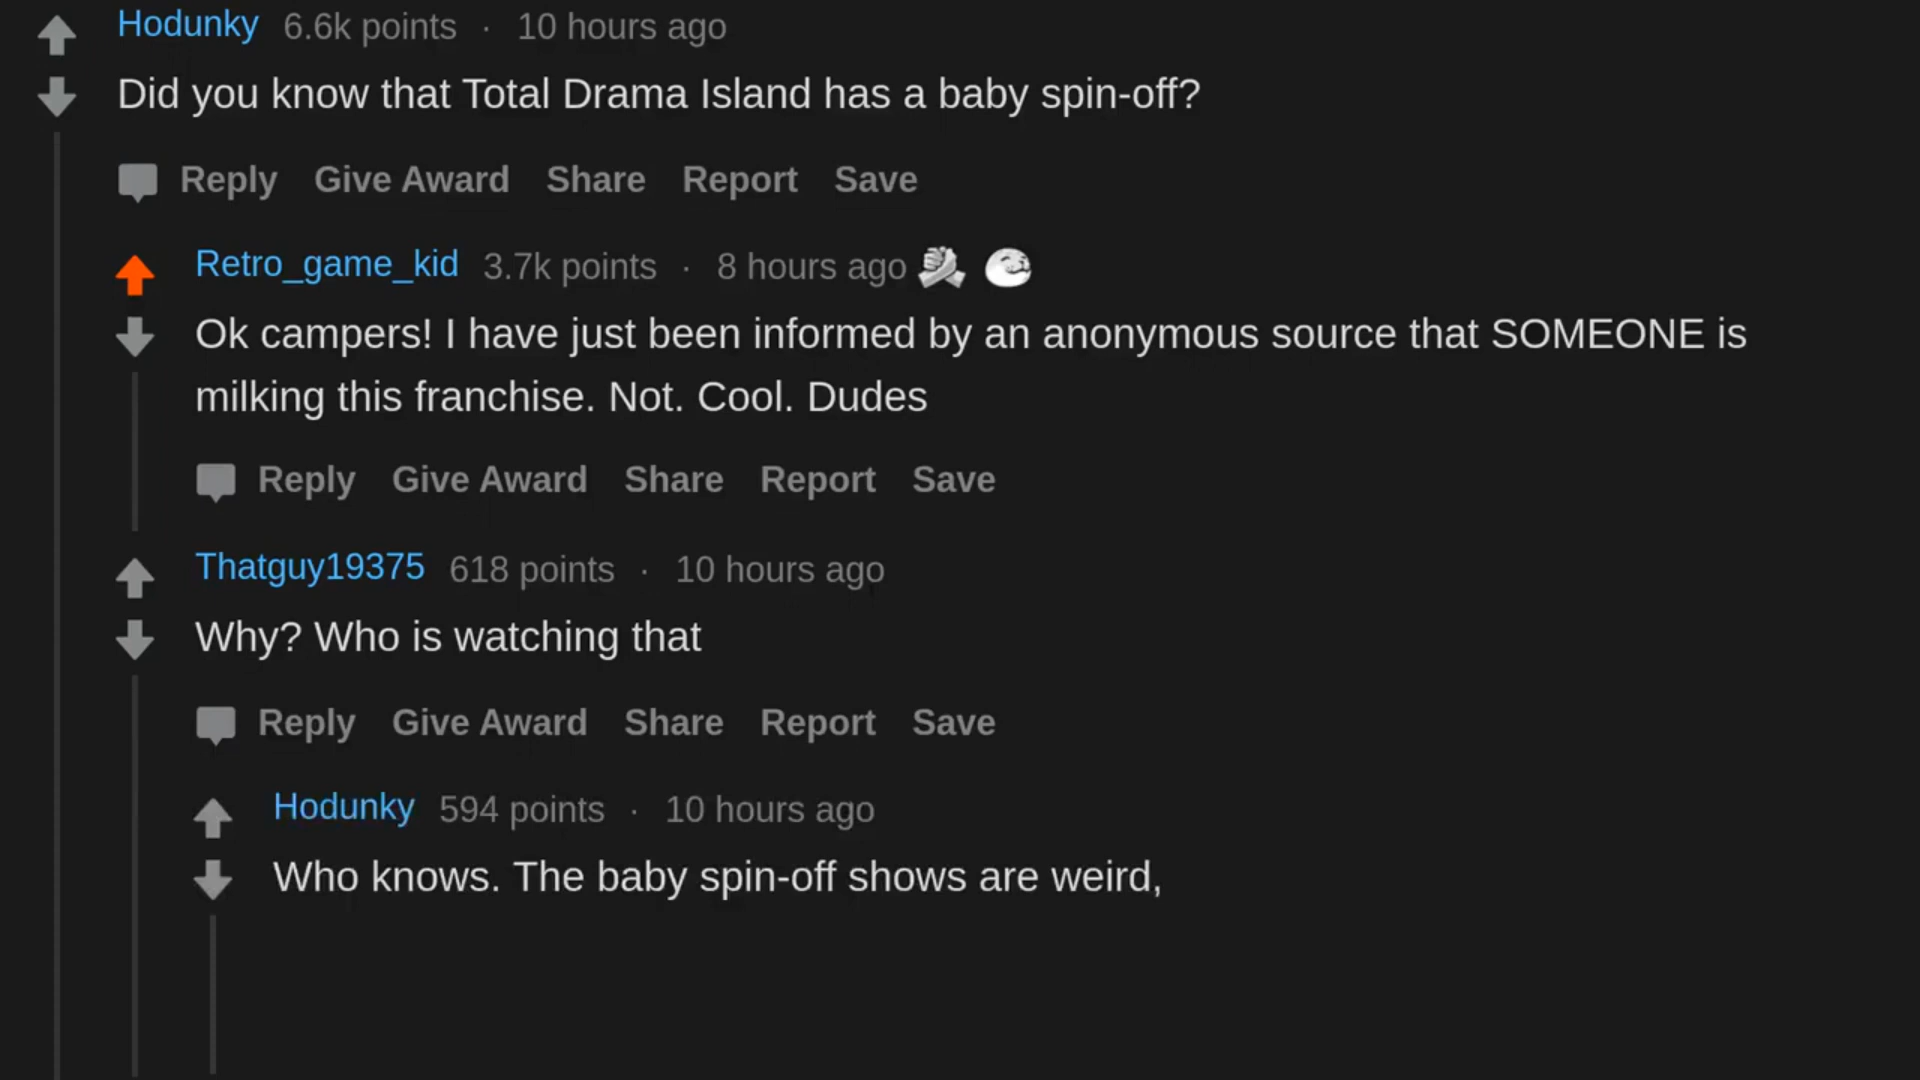 Hodunky 6.6k points · 10 hours ago
Did you know that Total Drama Island has a baby spin-off?
Reply Give Award Share Report Save
Retro_game_kid 3.7k points · 8 hours ago
Ok campers! I have just been informed by an anonymous source that SOMEONE is
milking this franchise. Not. Cool. Dudes
Reply Give Award Share Report Save
Thatguy19375 618 points · 10 hours ago
Why? Who is watching that
Reply Give Award Share Report Save
Hodunky 594 points · 10 hours ago
Who knows. The baby spin-off shows are weird,